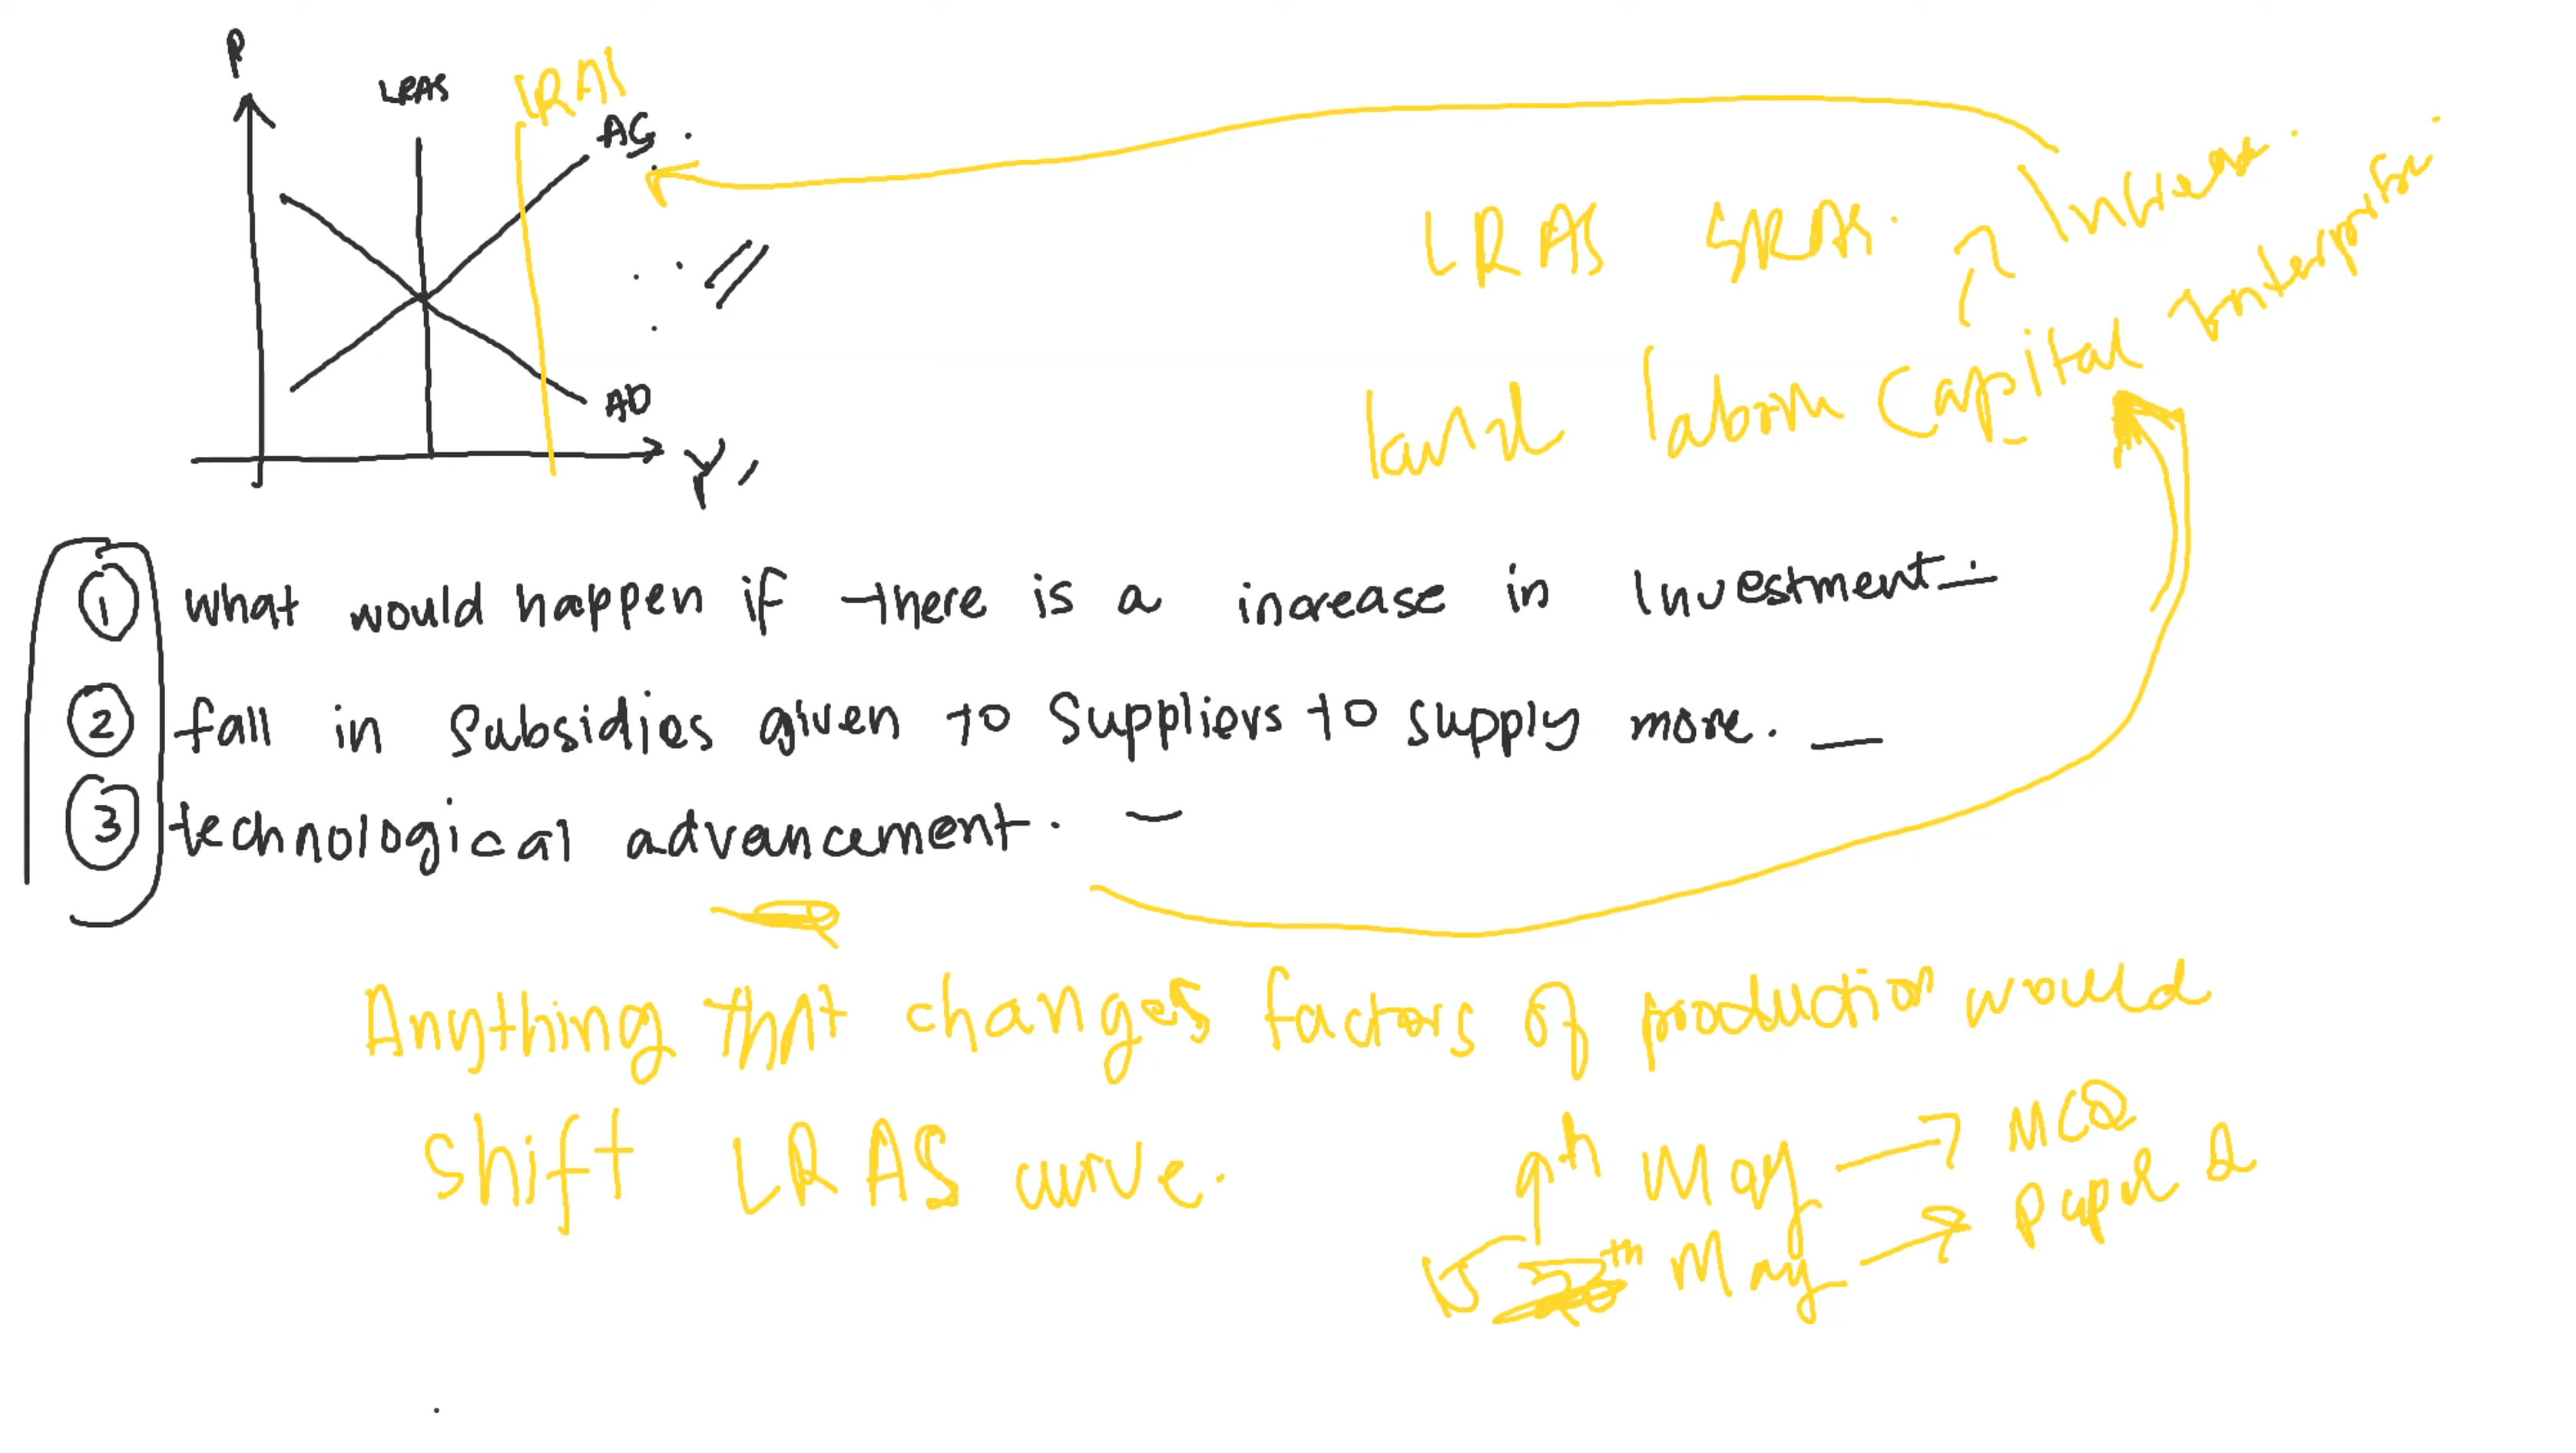 P
LRAS
LRAS
AS
AD
Y
LRAS SRAS.
Increase.
land labour Capital Enterprise
① what would happen if there is a increase in Investment
② fall in Subsidies given to Suppliers to supply more.
③ technological advancement.
Anything that changes factors of production would
shift LRAS curve.
9th May → MCQ
15th May → Paper 2